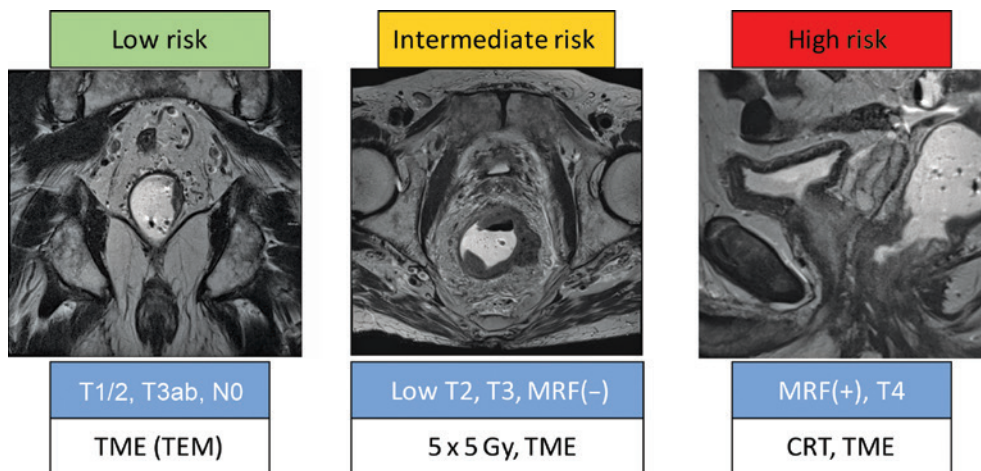 Low risk
Intermediate risk
High risk
T1/2, T3ab, N0
Low T2, T3, MRF(−)
MRF(+), T4
TME (TEM)
5 x 5 Gy, TME
CRT, TME